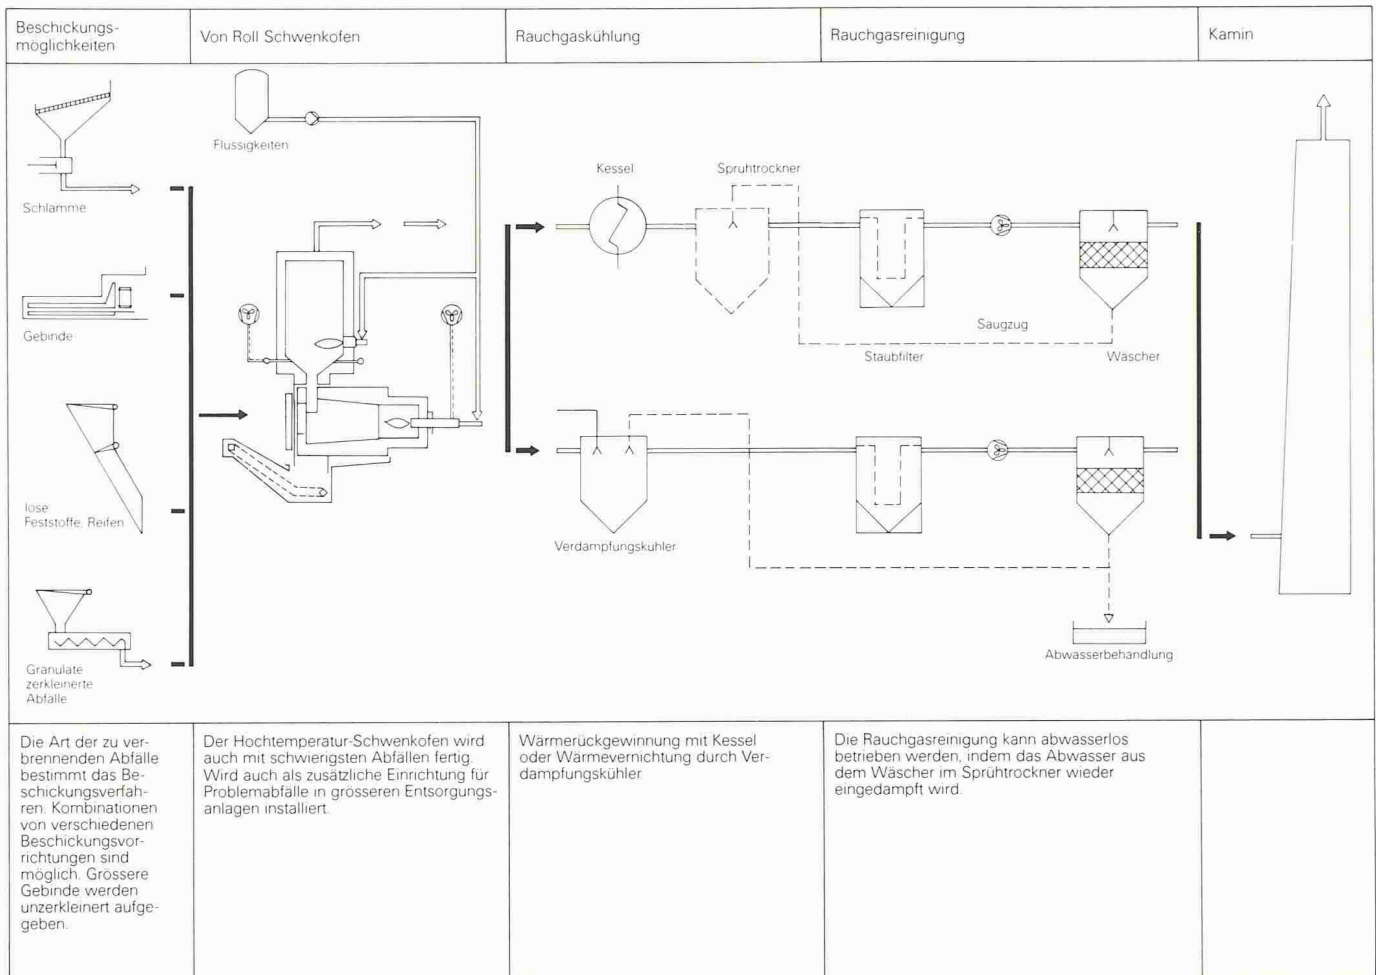 Beschickungs-
möglichkeiten
Von Roll Schwenkofen
Rauchgaskühlung
Rauchgasreinigung
Kamin
Schlamme
Gebinde
lose
Feststoffe, Reifen
Granulate
zerkleinerte
Abfälle
Flussigkeiten
Kessel
Spruhtrockner
Staubfilter
Saugzug
Wäscher
Verdampfungskuhler
Abwasserbehandlung
Die Art der zu ver-
brennenden Abfälle
bestimmt das Be-
schickungsverfah-
ren. Kombinationen
von verschiedenen
Beschickungsvor-
richtungen sind
möglich. Grössere
Gebinde werden
unzerkleinert aufge-
geben.
Der Hochtemperatur-Schwenkofen wird
auch mit schwierigsten Abfällen fertig.
Wird auch als zusätzliche Einrichtung für
Problemabfälle in grösseren Entsorgungs-
anlagen installiert.
Wärmerückgewinnung mit Kessel
oder Wärmevernichtung durch Ver-
dampfungskühler.
Die Rauchgasreinigung kann abwasserlos
betrieben werden, indem das Abwasser aus
dem Wäscher im Sprühtrockner wieder
eingedampft wird.